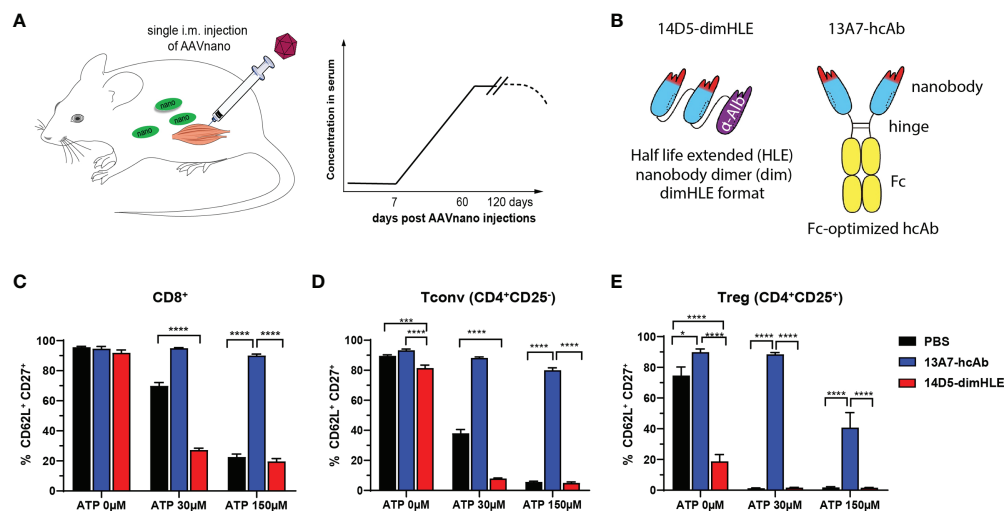 A
single i.m. injection
of AAVnano
nano
nano
nano
Concentration in serum
7
60
120 days
days post AAVnano injections
B
14D5-dimHLE
13A7-hcAb
α-Alb
nanobody
hinge
Fc
Half life extended (HLE)
nanobody dimer (dim)
dimHLE format
Fc-optimized hcAb
C
CD8+
% CD62L+ CD27+
100
80
60
40
20
0
****
**** ****
ATP 0µM ATP 30µM ATP 150µM
D
Tconv (CD4+CD25-)
% CD62L+ CD27+
100
80
60
40
20
0
***
****
****
**** ****
ATP 0µM ATP 30µM ATP 150µM
E
Treg (CD4+CD25+)
% CD62L+ CD27+
100
80
60
40
20
0
****
* ****
**** ****
**** ****
ATP 0µM ATP 30µM ATP 150µM
PBS
13A7-hcAb
14D5-dimHLE